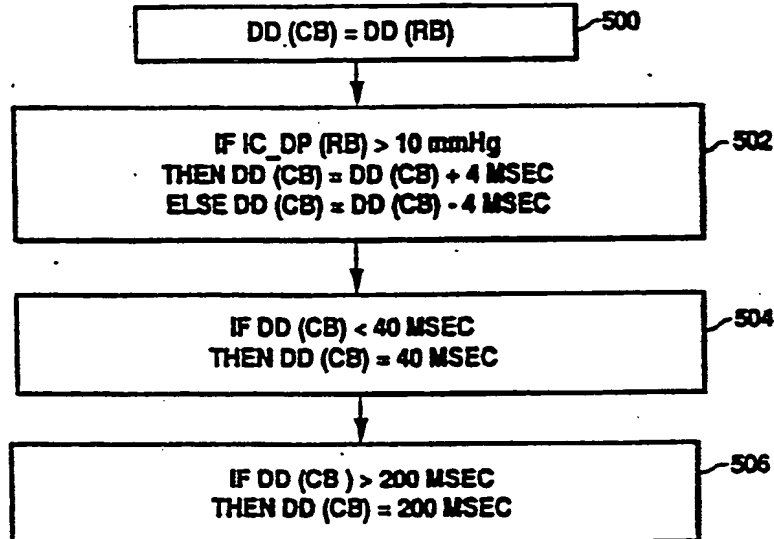 DD (CB) = DD (RB)
500
IF IC_DP (RB) > 10 mmHg
THEN DD (CB) = DD (CB) + 4 MSEC
ELSE DD (CB) = DD (CB) - 4 MSEC
502
IF DD (CB) < 40 MSEC
THEN DD (CB) = 40 MSEC
504
IF DD (CB ) > 200 MSEC
THEN DD (CB) = 200 MSEC
506